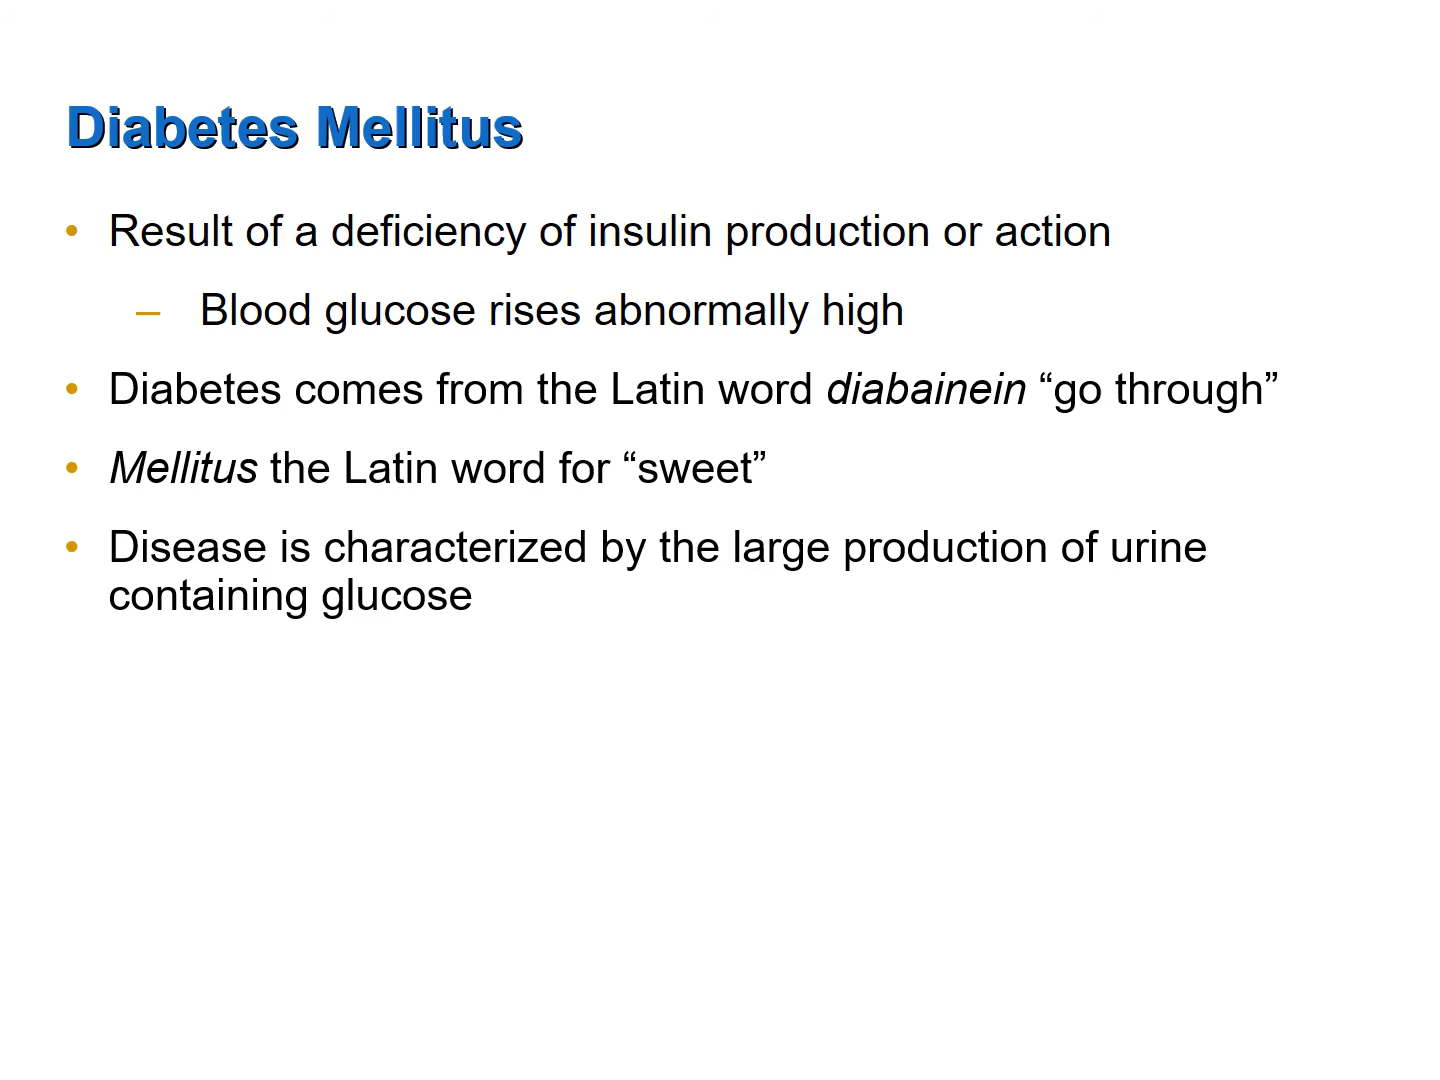 Diabetes Mellitus
• Result of a deficiency of insulin production or action
– Blood glucose rises abnormally high
• Diabetes comes from the Latin word diabainein “go through”
• Mellitus the Latin word for “sweet”
• Disease is characterized by the large production of urine
containing glucose